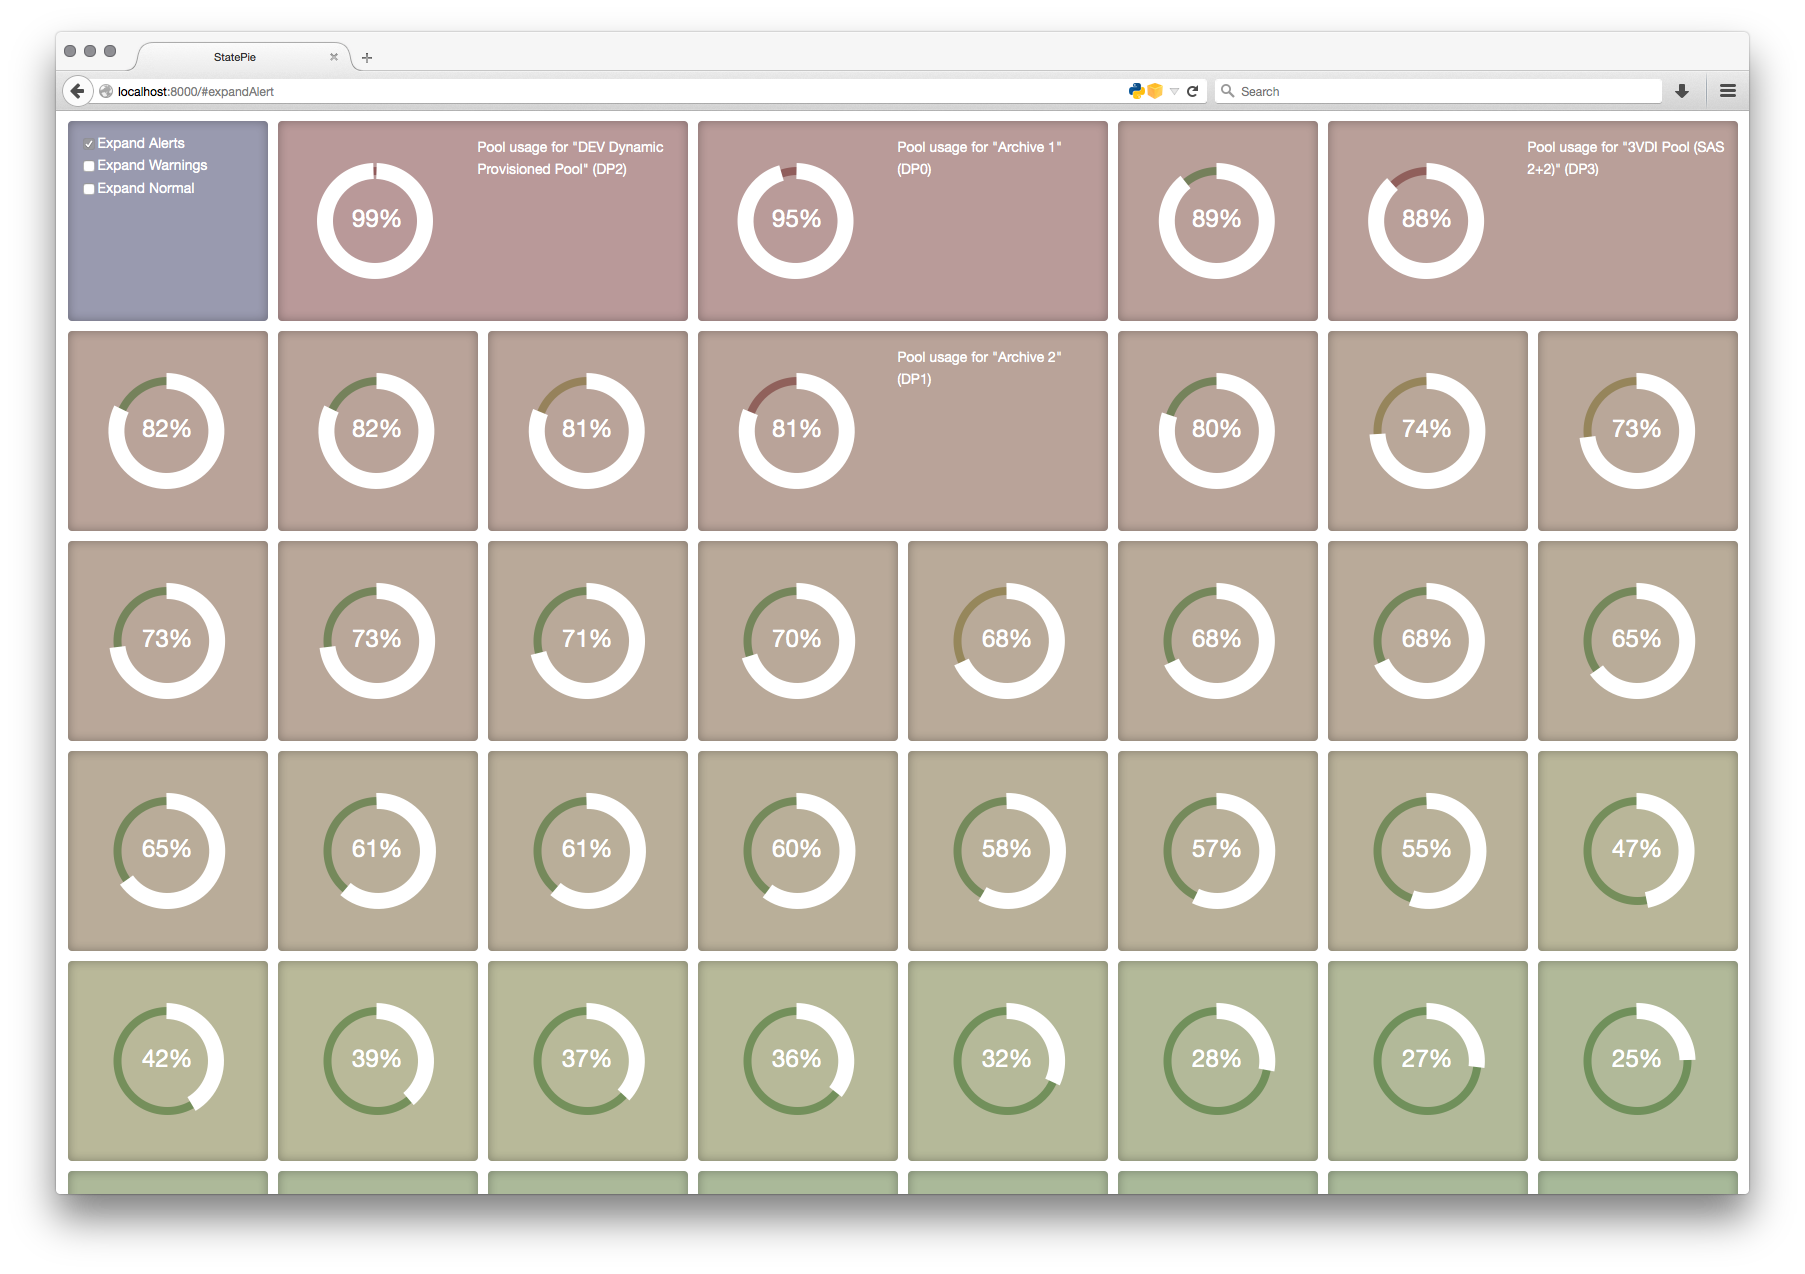 StatePie
localhost:8000/#expandAlert
Search
Expand Alerts
Expand Warnings
Expand Normal
99%
Pool usage for "DEV Dynamic
Provisioned Pool" (DP2)
95%
Pool usage for "Archive 1"
(DP0)
89%
88%
Pool usage for "3VDI Pool (SAS
2+2)" (DP3)
82%
82%
81%
81%
Pool usage for "Archive 2"
(DP1)
80%
74%
73%
73%
73%
71%
70%
68%
68%
68%
65%
65%
61%
61%
60%
58%
57%
55%
47%
42%
39%
37%
36%
32%
28%
27%
25%